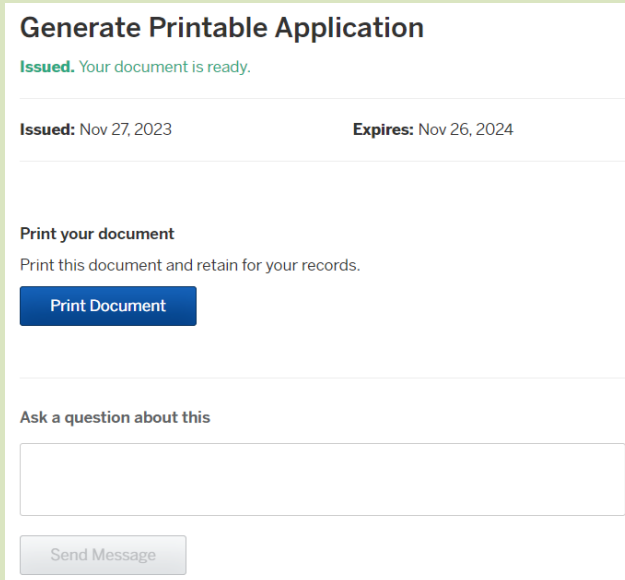 Generate Printable Application
Issued. Your document is ready.
Issued: Nov 27, 2023 Expires: Nov 26, 2024
Print your document
Print this document and retain for your records.
Print Document
Ask a question about this
Send Message